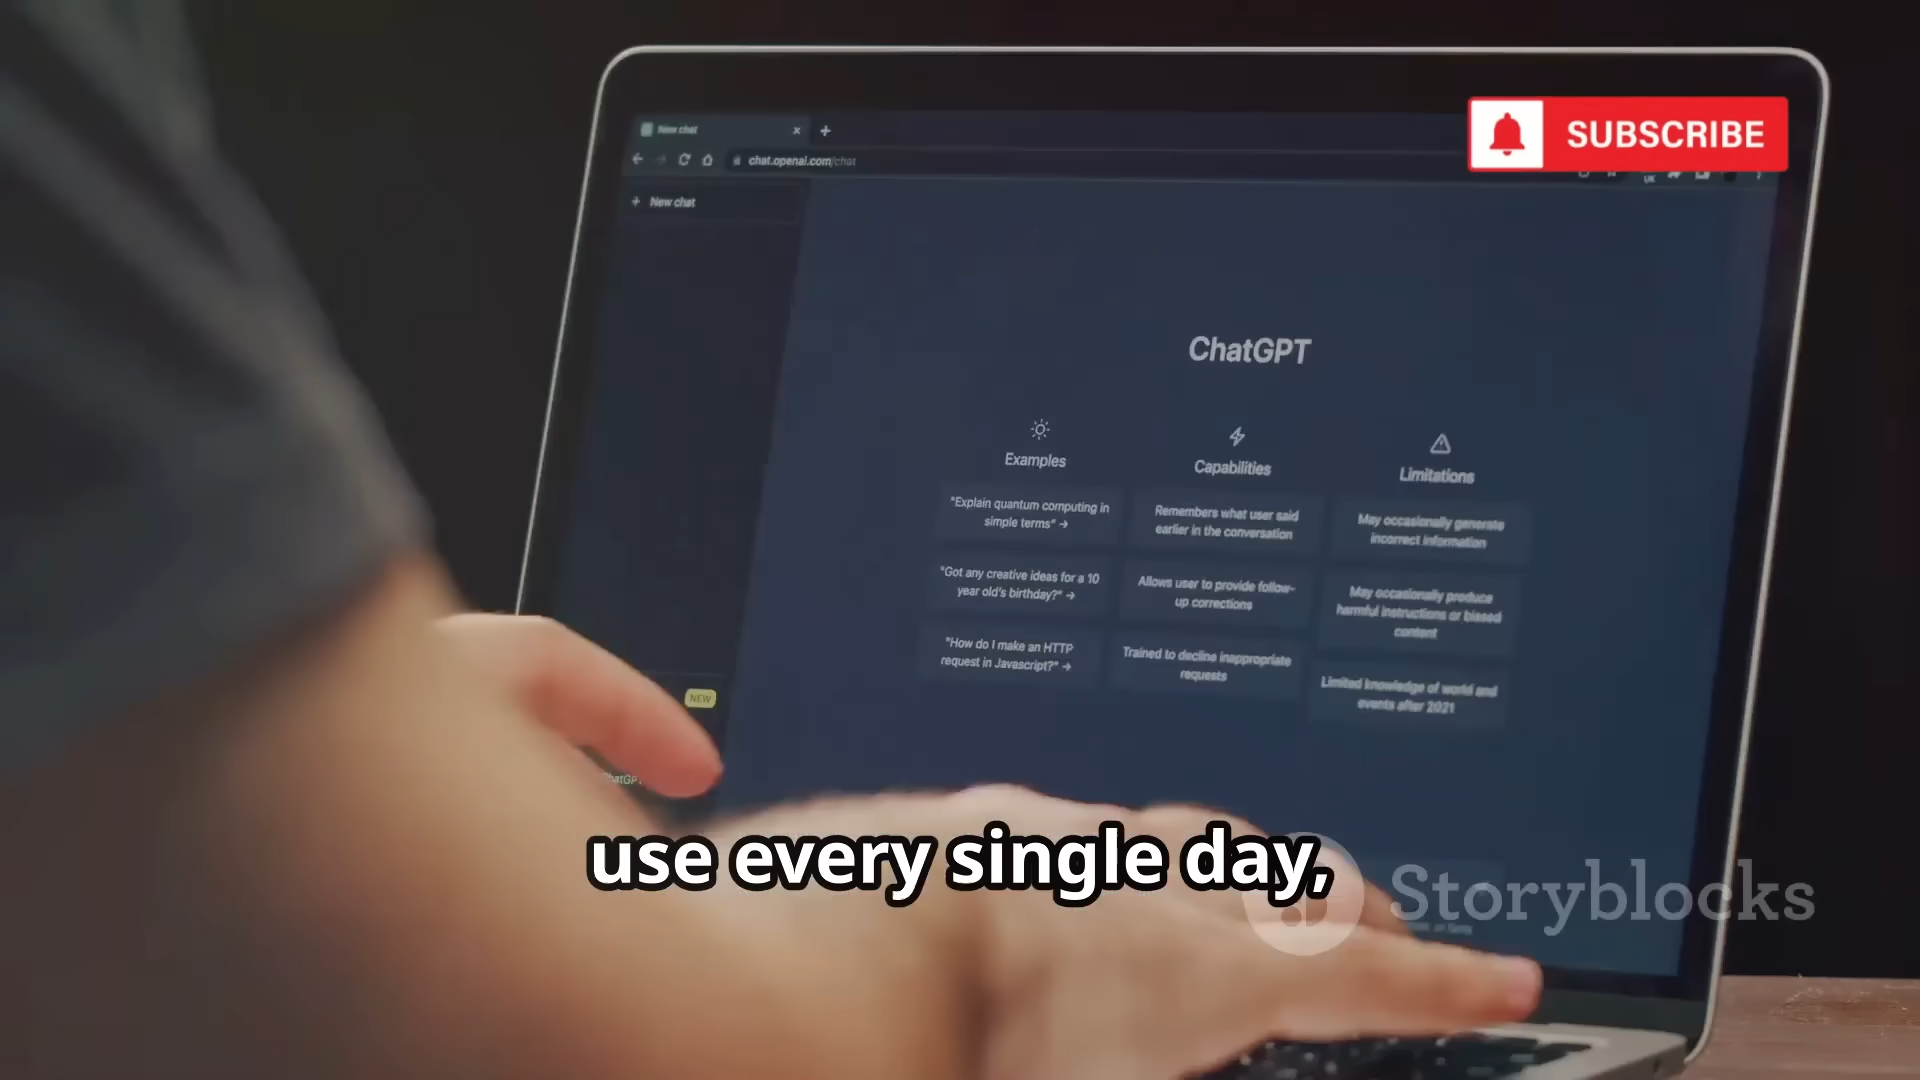 New chat
SUBSCRIBE
chat.openai.com/chat
New chat
ChatGPT
Examples
Capabilities
Limitations
"Explain quantum computing in
simple terms" →
Remembers what user said
earlier in the conversation
May occasionally generate
incorrect information
"Got any creative ideas for a 10
year old's birthday?" →
Allows user to provide follow-
up corrections
May occasionally produce
harmful instructions or biased
content
"How do I make an HTTP
request in Javascript?" →
Trained to decline inappropriate
requests
Limited knowledge of world and
events after 2021
NEW
use every single day,
Storyblocks